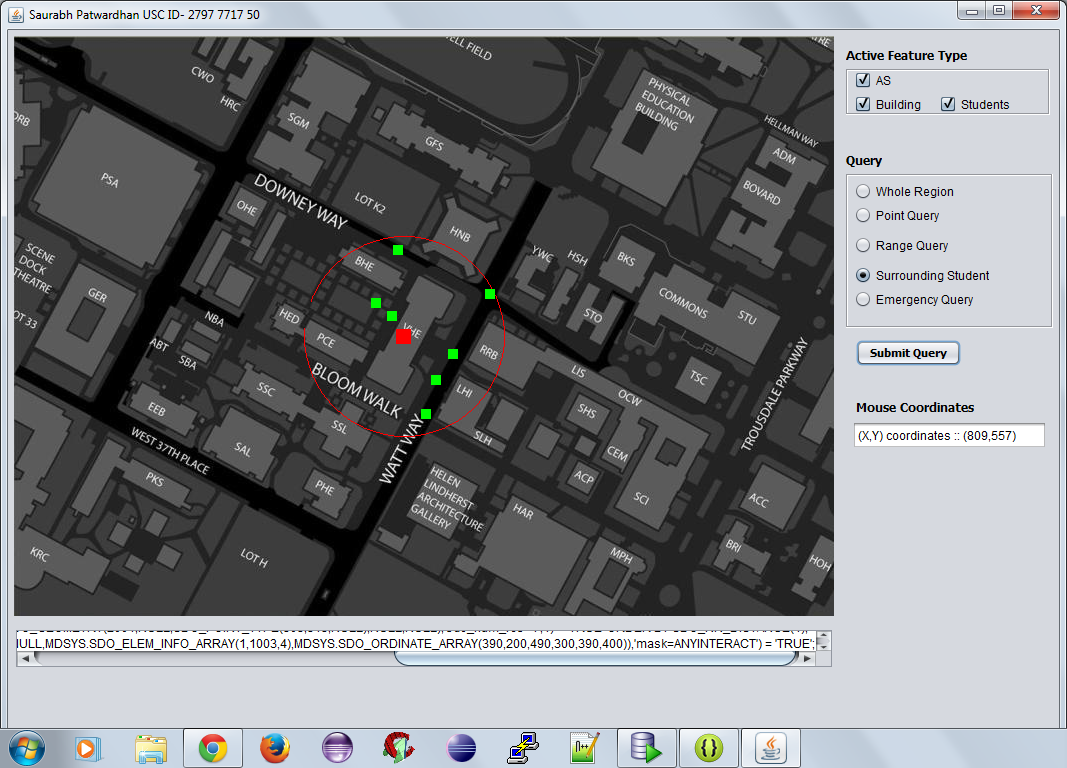 Saurabh Patwardhan USC ID- 2797 7717 50
Active Feature Type
AS
Building
Students
Query
Whole Region
Point Query
Range Query
Surrounding Student
Emergency Query
Submit Query
Mouse Coordinates
(X,Y) coordinates :: (809,557)
FIELD
CWO
HRC
SGM
GFS
PHYSICAL
EDUCATION
BUILDING
HELLMAN WAY
ADM
BOVARD
PSA
DOWNEY WAY
LOT K2
OHE
HNB
YWC
HSH
BKS
SCENE
DOCK
THEATRE
BHE
GER
COMMONS
STU
STO
NBA
HED
VHE
PCE
ABT
SBA
RRB
LIS
OCW
TSC
TROUSDALE PARKWAY
BLOOM WALK
SSC
LHI
EEB
SSL
SHS
WATT WAY
SLH
CEM
WEST 37TH PLACE
SAL
ACP
PKS
PHE
HELEN
LINDHERST
ARCHITECTURE
GALLERY
SCI
ACC
HAR
KRC
LOT H
MPH
BRI
HOH
ULL,MDSYS.SDO_ELEM_INFO_ARRAY(1,1003,4),MDSYS.SDO_ORDINATE_ARRAY(390,200,490,300,390,400)),'mask=ANYINTERACT') = 'TRUE';